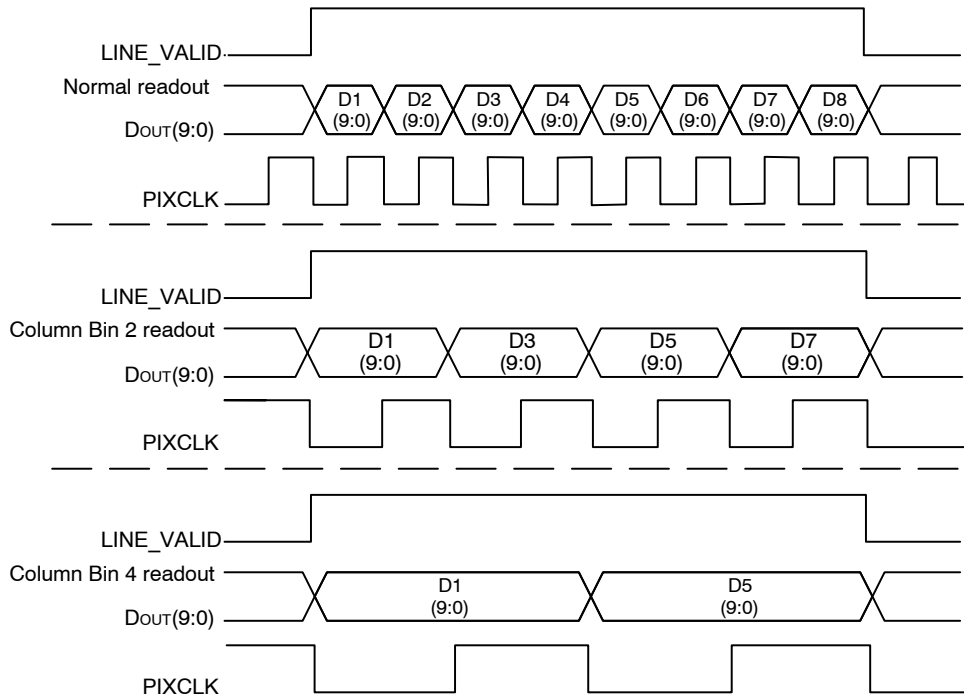 LINE_VALID
Normal readout
D1 D2 D3 D4 D5 D6 D7 D8
(9:0) (9:0) (9:0) (9:0) (9:0) (9:0) (9:0) (9:0)
DOUT(9:0)
PIXCLK
LINE_VALID
Column Bin 2 readout
D1 D3 D5 D7
(9:0) (9:0) (9:0) (9:0)
DOUT(9:0)
PIXCLK
LINE_VALID
Column Bin 4 readout
D1 D5
(9:0) (9:0)
DOUT(9:0)
PIXCLK